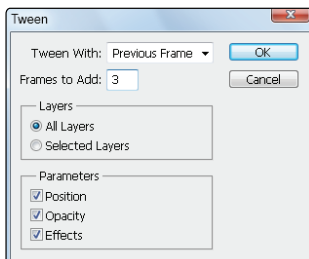 Tween
Tween With: Previous Frame OK
Frames to Add: 3 Cancel
Layers
All Layers
Selected Layers
Parameters
Position
Opacity
Effects